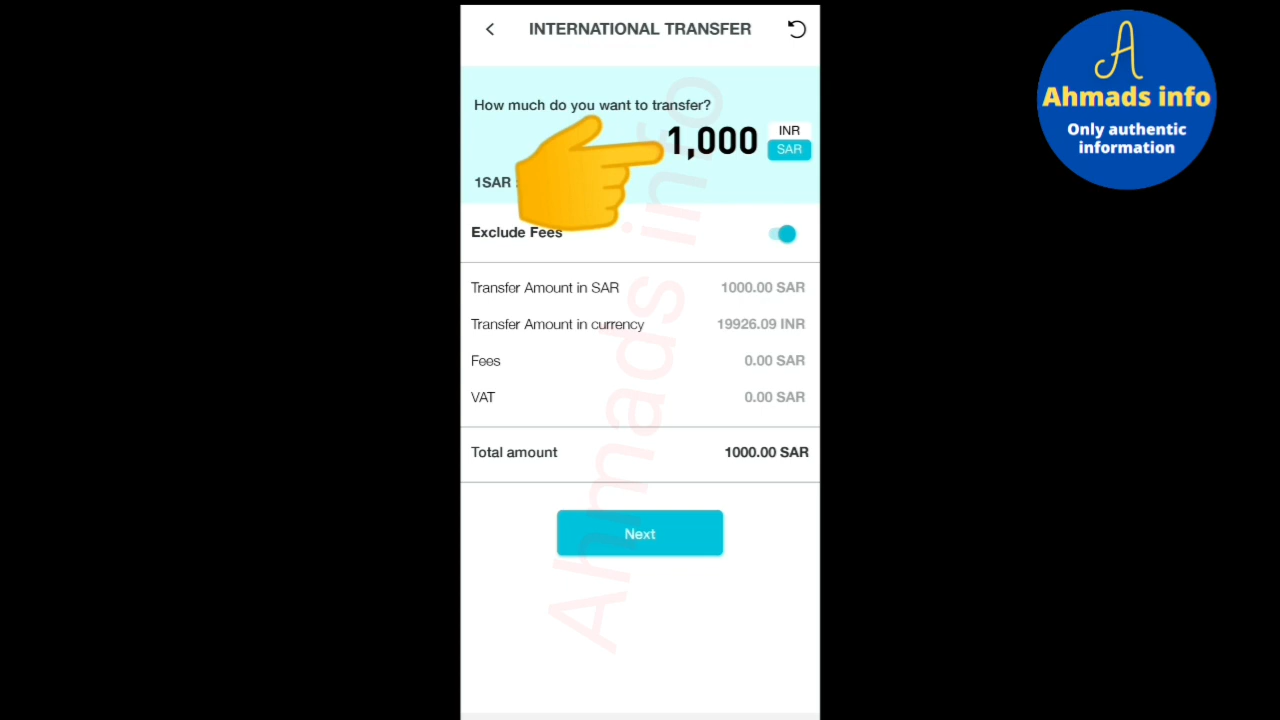 INTERNATIONAL TRANSFER
How much do you want to transfer?
1,000
INR
SAR
1SAR
Exclude Fees
Transfer Amount in SAR 1000.00 SAR
Transfer Amount in currency 19926.09 INR
Fees 0.00 SAR
VAT 0.00 SAR
Total amount 1000.00 SAR
Next
Ahmads info
A
Ahmads info
Only authentic
information